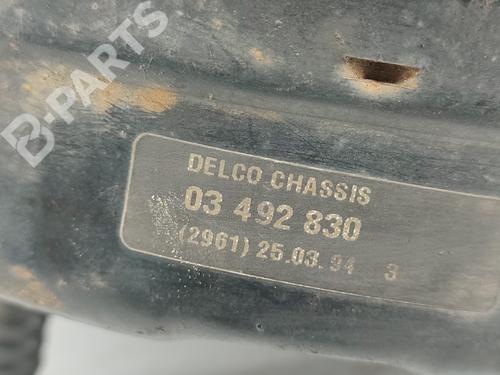 B-PARTS
DELCO CHASSIS
03 492 830
(2961) 25.03.94 3